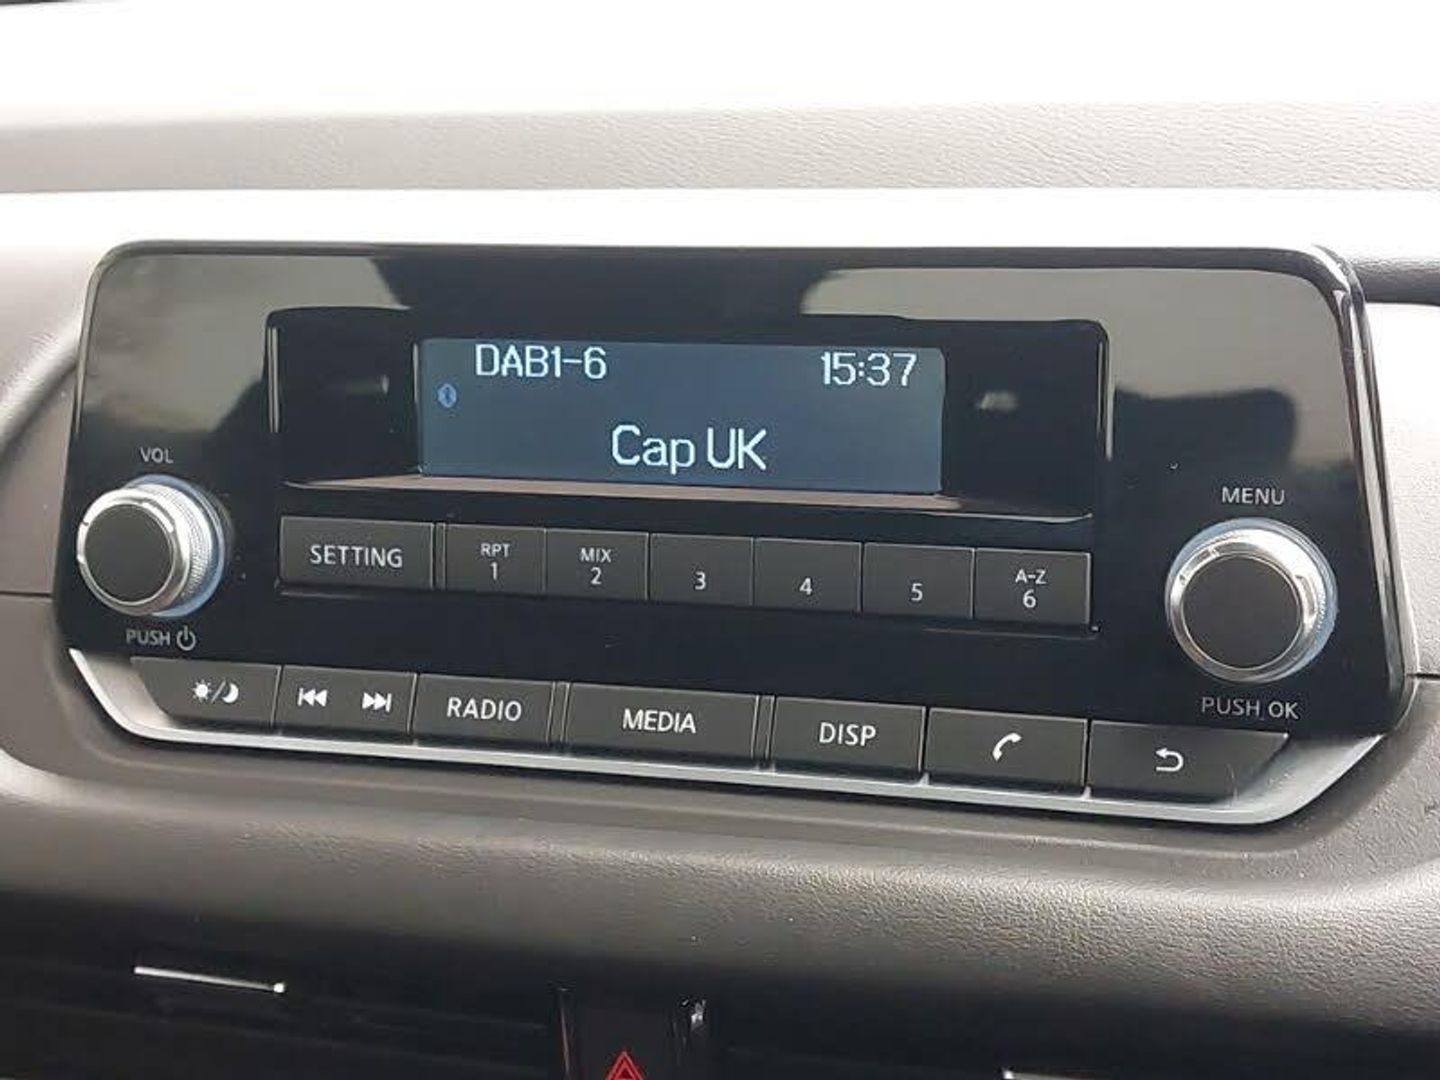 DAB1-6 15:37
Cap UK
VOL
MENU
SETTING RPT 1 MIX 2 3 4 5 A-Z 6
PUSH
PUSH OK
RADIO MEDIA DISP